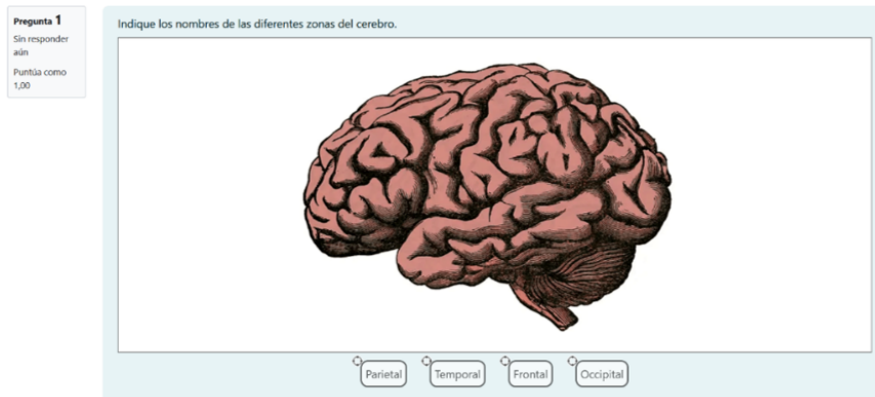 Pregunta 1
Sin responder
aún
Puntúa como
1,00
Indique los nombres de las diferentes zonas del cerebro.
Parietal
Temporal
Frontal
Occipital